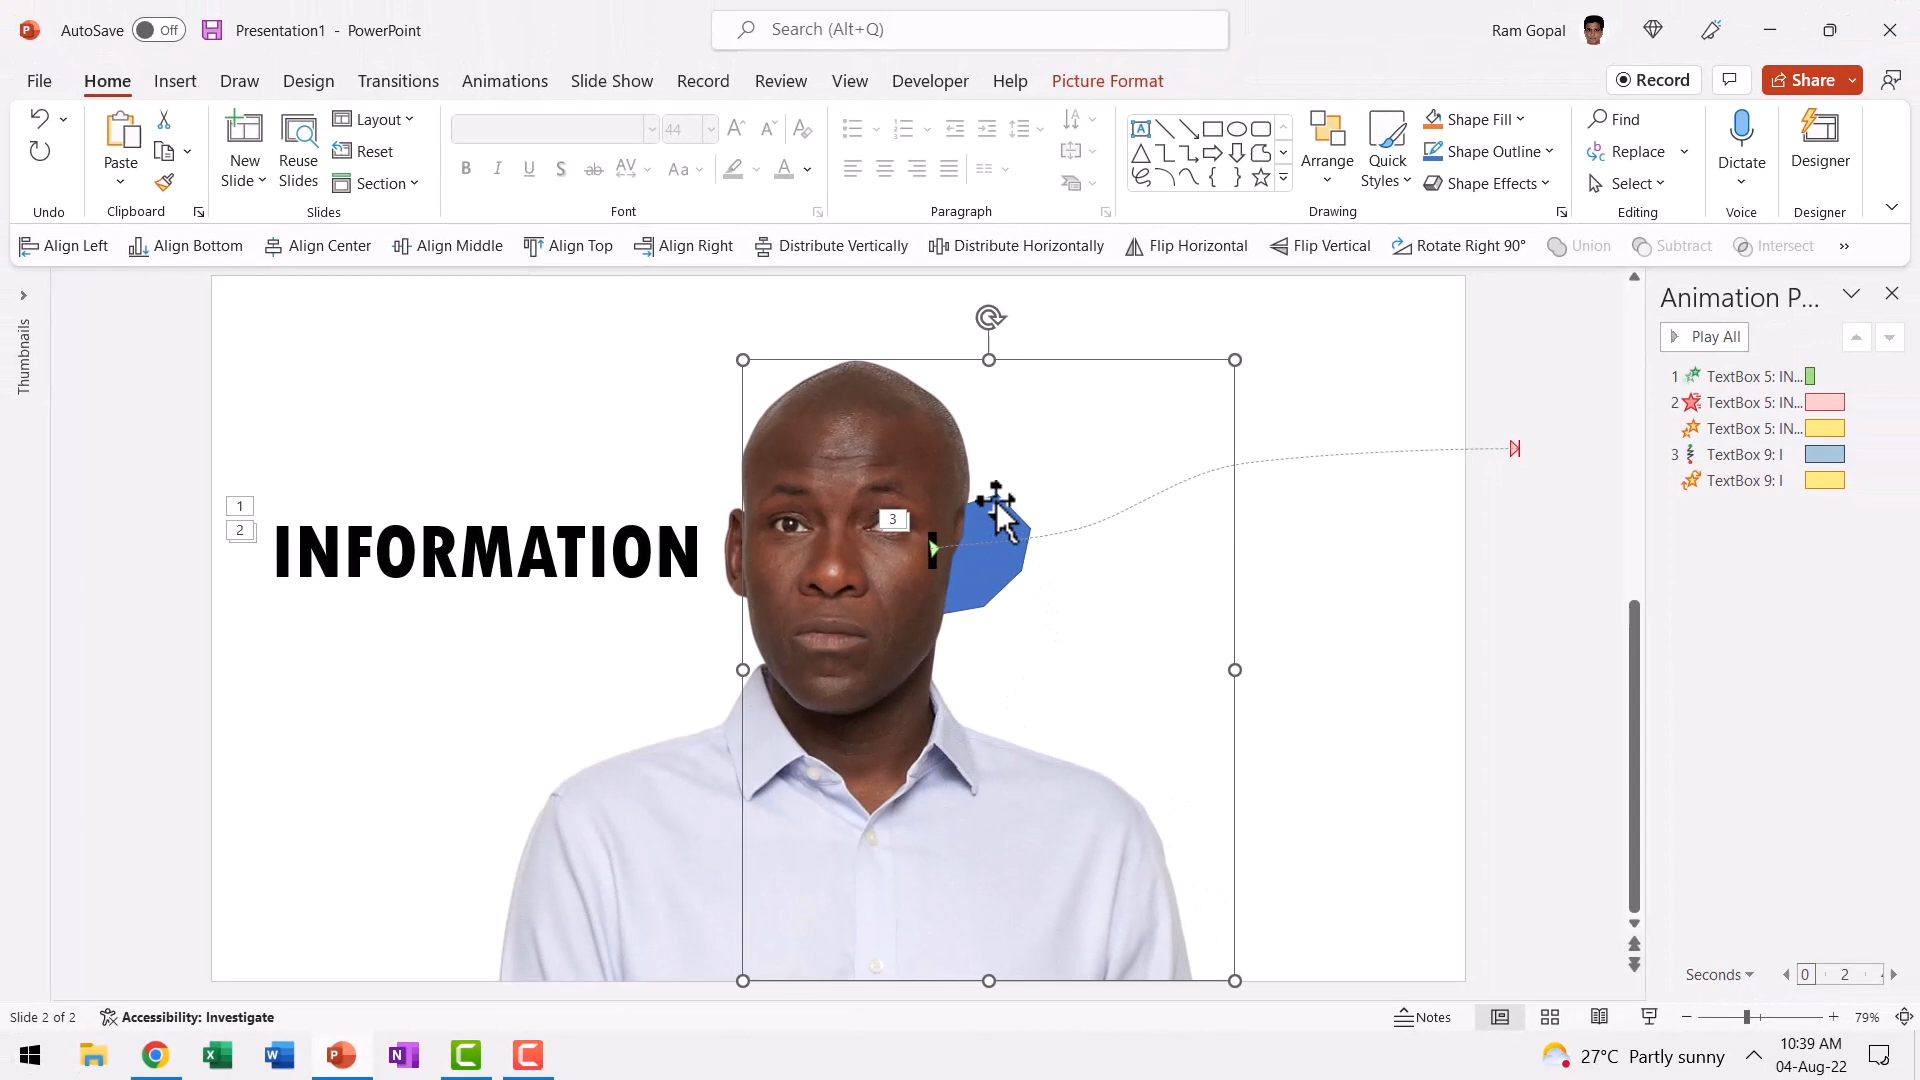 AutoSave Off Presentation1 - PowerPoint Search (Alt+Q) Ram Gopal
File Home Insert Draw Design Transitions Animations Slide Show Record Review View Developer Help Picture Format Record Share
Paste New Slide Reuse Slides Layout Reset Section 44 Arrange Quick Styles Shape Fill Shape Outline Shape Effects Find Replace Select Dictate Designer
Undo Clipboard Slides Font Paragraph Drawing Editing Voice Designer
Align Left Align Bottom Align Center Align Middle Align Top Align Right Distribute Vertically Distribute Horizontally Flip Horizontal Flip Vertical Rotate Right 90° Union Subtract Intersect
Thumbnails
1
2
INFORMATION
3
I
Animation P...
Play All
1 TextBox 5: IN...
2 TextBox 5: IN...
TextBox 5: IN...
3 TextBox 9: I
TextBox 9: I
Seconds 0 2
Slide 2 of 2 Accessibility: Investigate Notes 79%
27°C Partly sunny 10:39 AM
04-Aug-22